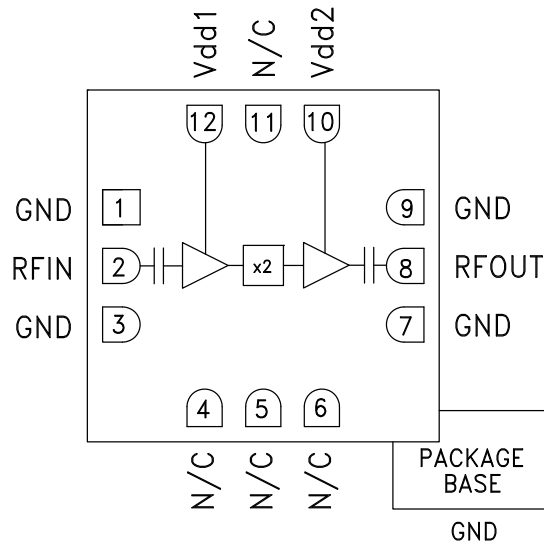 Vdd1
N/C
Vdd2
12
11
10
GND
1
9
GND
RFIN
2
x2
8
RFOUT
GND
3
7
GND
4
5
6
N/C
N/C
N/C
PACKAGE
BASE
GND